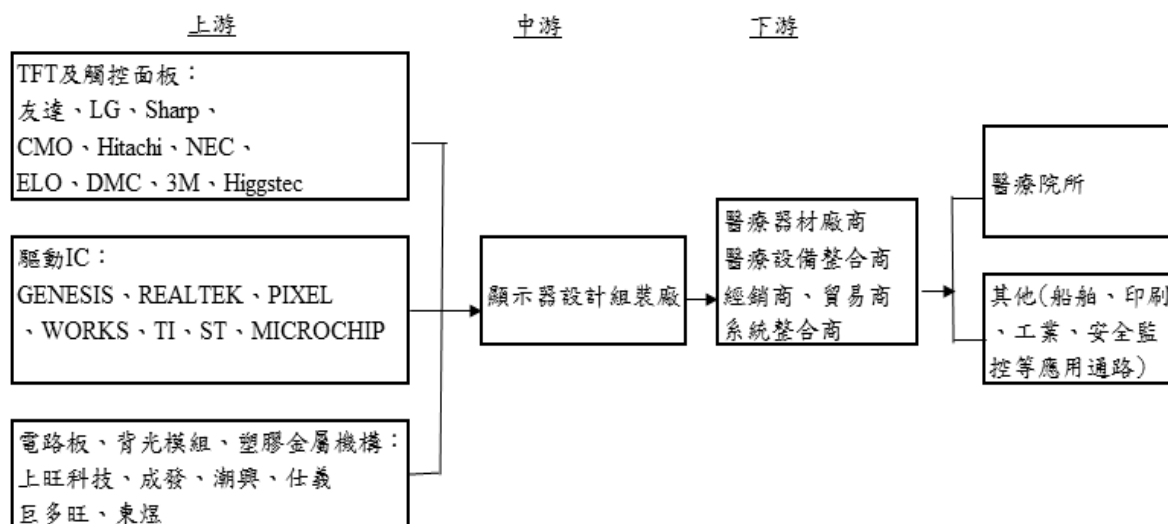 上游
中游
下游
TFT及觸控面板：
友達、LG、Sharp、
CMO、Hitachi、NEC、
ELO、DMC、3M、Higgstec
驅動IC：
GENESIS、REALTEK、PIXEL
、WORKS、TI、ST、MICROCHIP
電路板、背光模組、塑膠金屬機構：
上旺科技、成發、潮興、仕義
巨多旺、東煜
顯示器設計組裝廠
醫療器材廠商
醫療設備整合商
經銷商、貿易商
系統整合商
醫療院所
其他(船舶、印刷
、工業、安全監
控等應用通路)